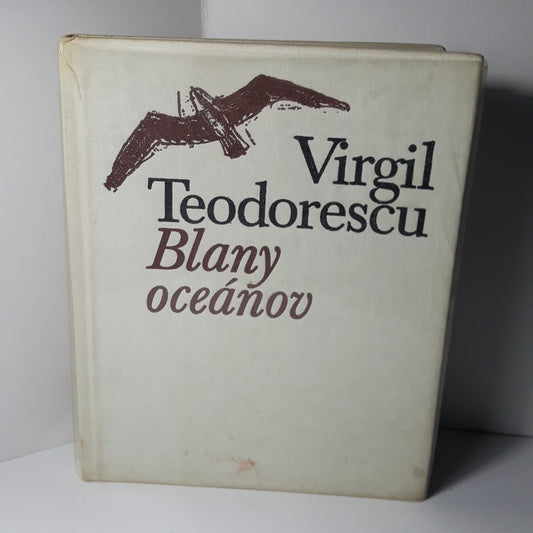 Virgil
Teodorescu
Blany
oceánov